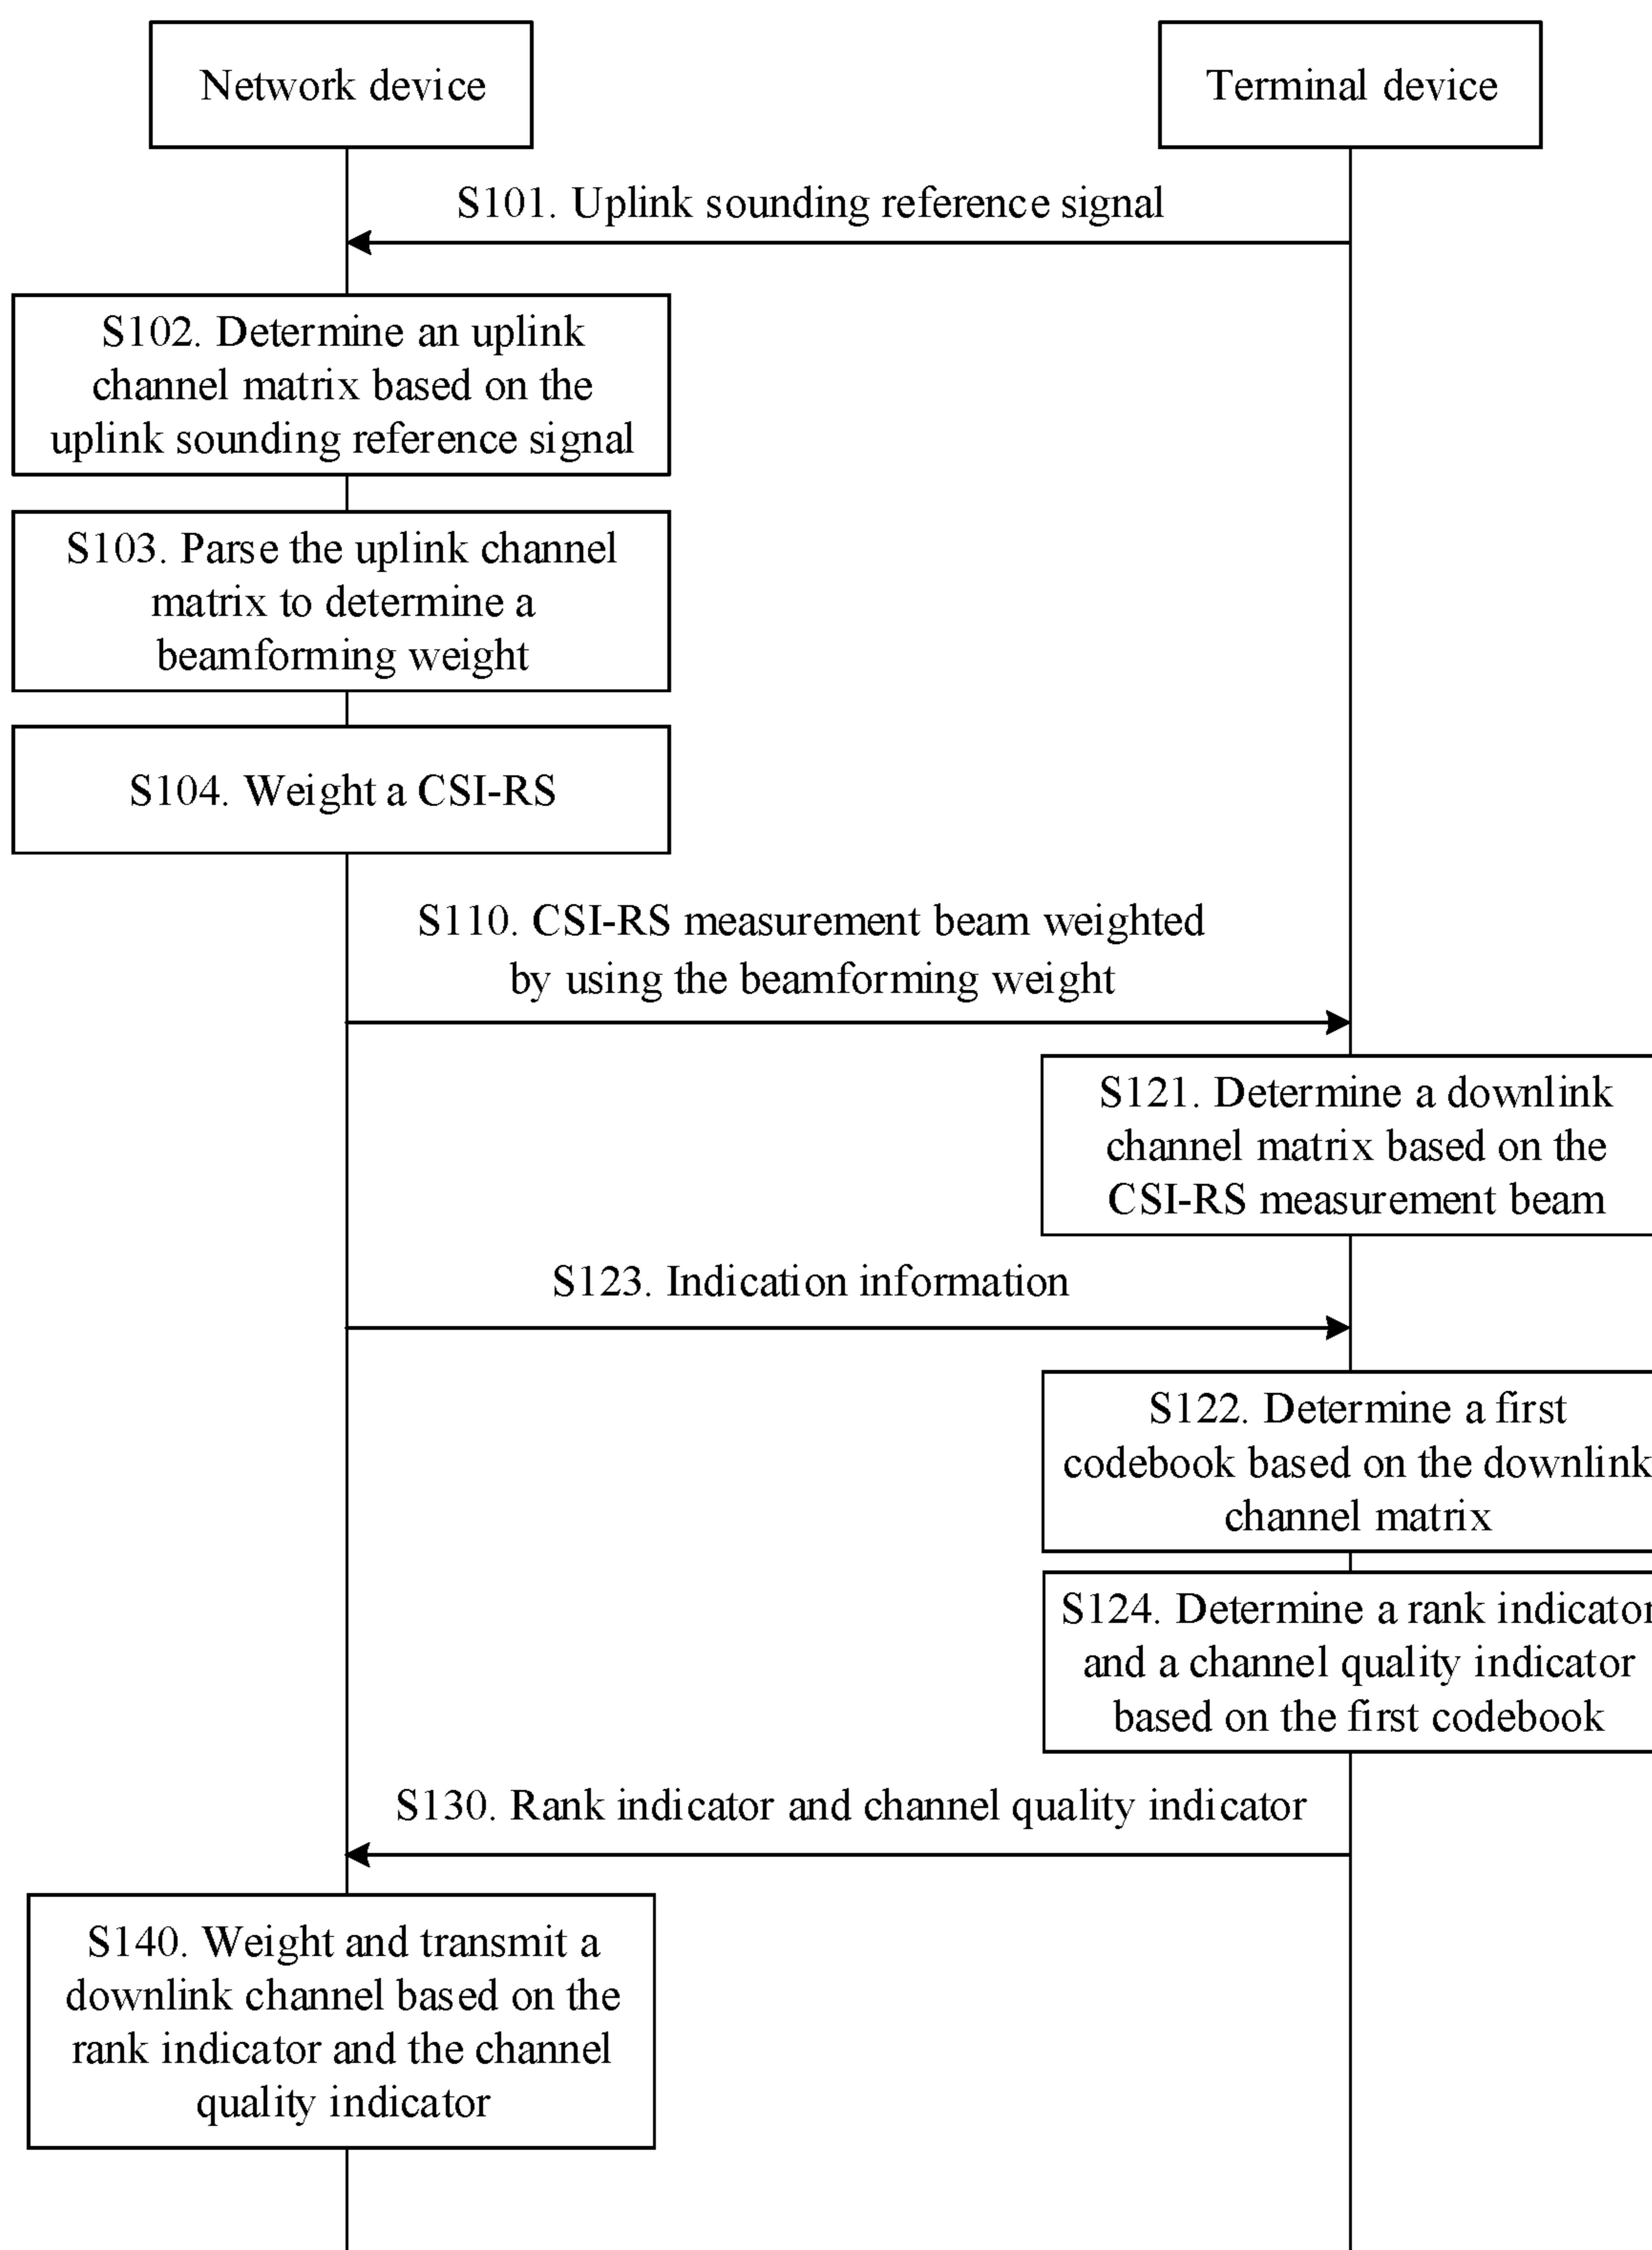 Network device
Terminal device
S101. Uplink sounding reference signal
S102. Determine an uplink
channel matrix based on the
uplink sounding reference signal
S103. Parse the uplink channel
matrix to determine a
beamforming weight
S104. Weight a CSI-RS
S110. CSI-RS measurement beam weighted
by using the beamforming weight
S121. Determine a downlink
channel matrix based on the
CSI-RS measurement beam
S123. Indication information
S122. Determine a first
codebook based on the downlink
channel matrix
S124. Determine a rank indicator
and a channel quality indicator
based on the first codebook
S130. Rank indicator and channel quality indicator
S140. Weight and transmit a
downlink channel based on the
rank indicator and the channel
quality indicator